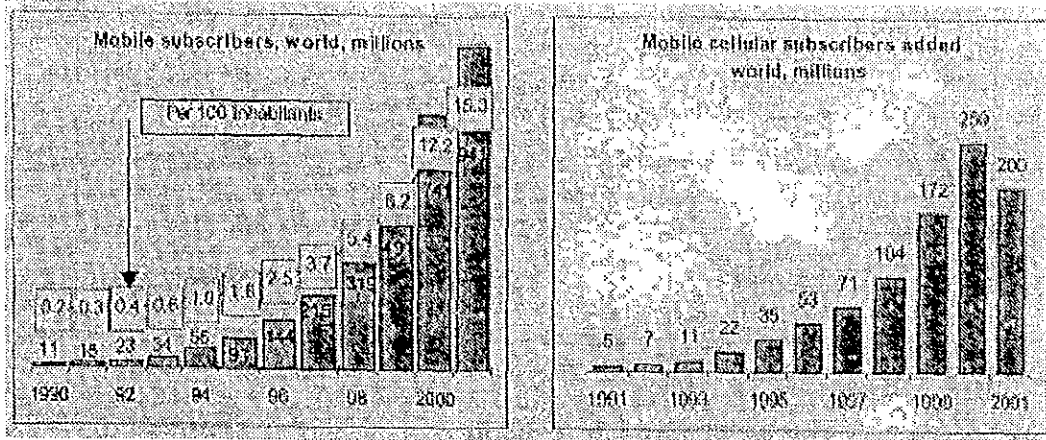 Mobile subscribers, world, millions
Per 100 Inhabitants
15.3
12.2
8.2
5.4
3.7
2.5
1.6
0.2 0.3 0.4 0.6 1.0
11 16 23 34 55 144 215 319
1990 92 94 96 98 2000
Mobile cellular subscribers added
world, millions
5 7 11 22 35 53 71 104 172 250 200
1991 1993 1995 1997 1999 2001